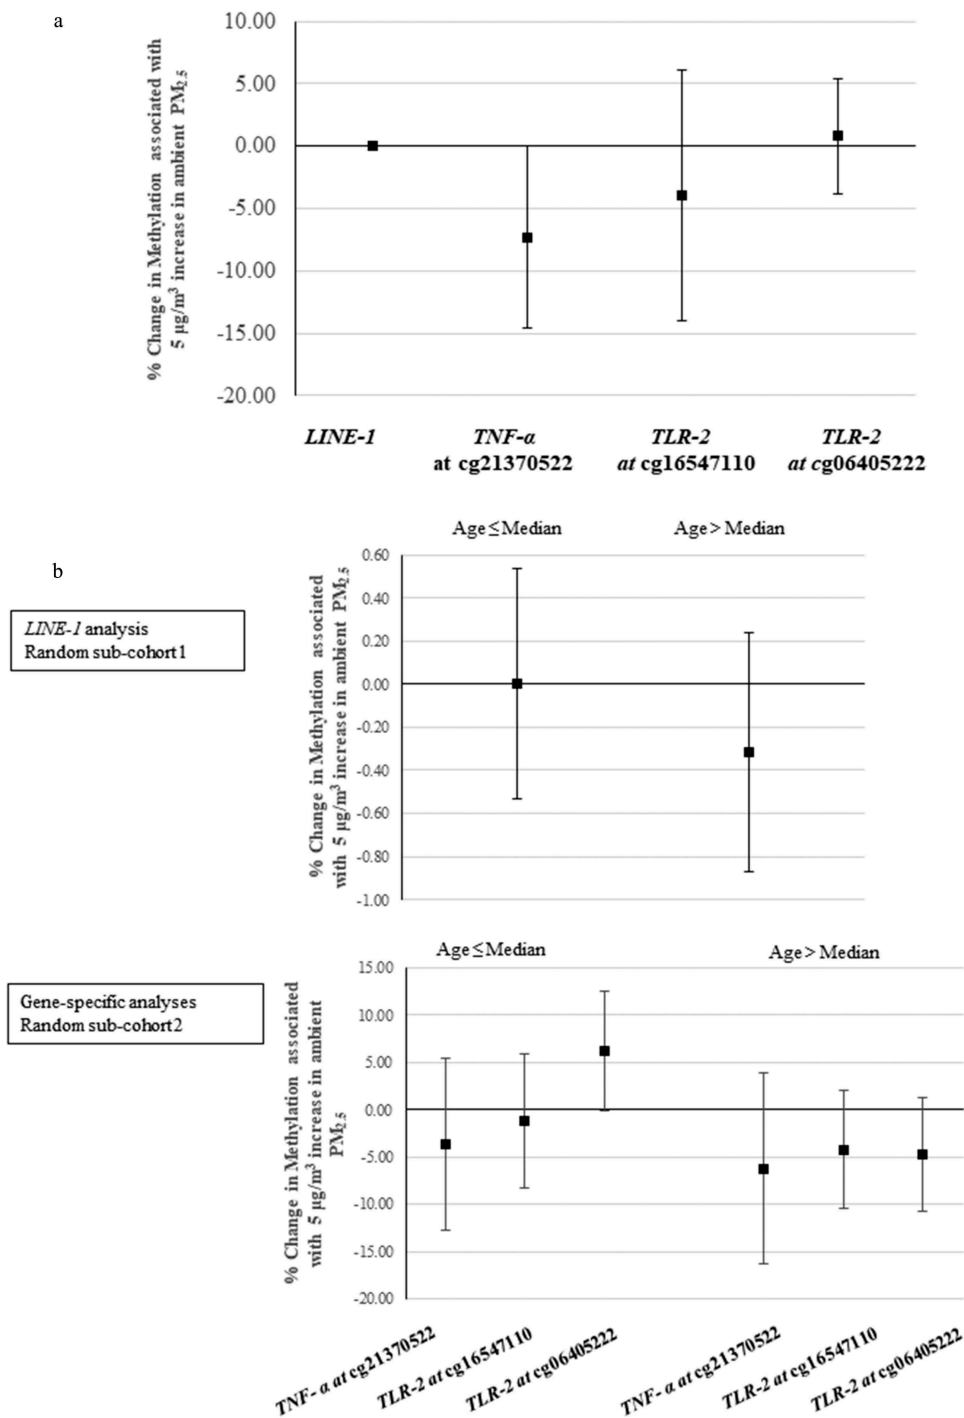 a
% Change in Methylation associated with
5 µg/m³ increase in ambient PM₂.₅
10.00
5.00
0.00
-5.00
-10.00
-15.00
-20.00
LINE-1
TNF-α
at cg21370522
TLR-2
at cg16547110
TLR-2
at cg06405222
b
LINE-1 analysis
Random sub-cohort1
Age ≤ Median
Age > Median
% Change in Methylation associated
with 5 µg/m³ increase in ambient PM₂.₅
0.60
0.40
0.20
0.00
-0.20
-0.40
-0.60
-0.80
-1.00
Gene-specific analyses
Random sub-cohort2
Age ≤ Median
Age > Median
% Change in Methylation associated
with 5 µg/m³ increase in ambient
PM₂.₅
15.00
10.00
5.00
0.00
-5.00
-10.00
-15.00
-20.00
TNF- α at cg21370522
TLR-2 at cg16547110
TLR-2 at cg06405222
TNF- α at cg21370522
TLR-2 at cg16547110
TLR-2 at cg06405222